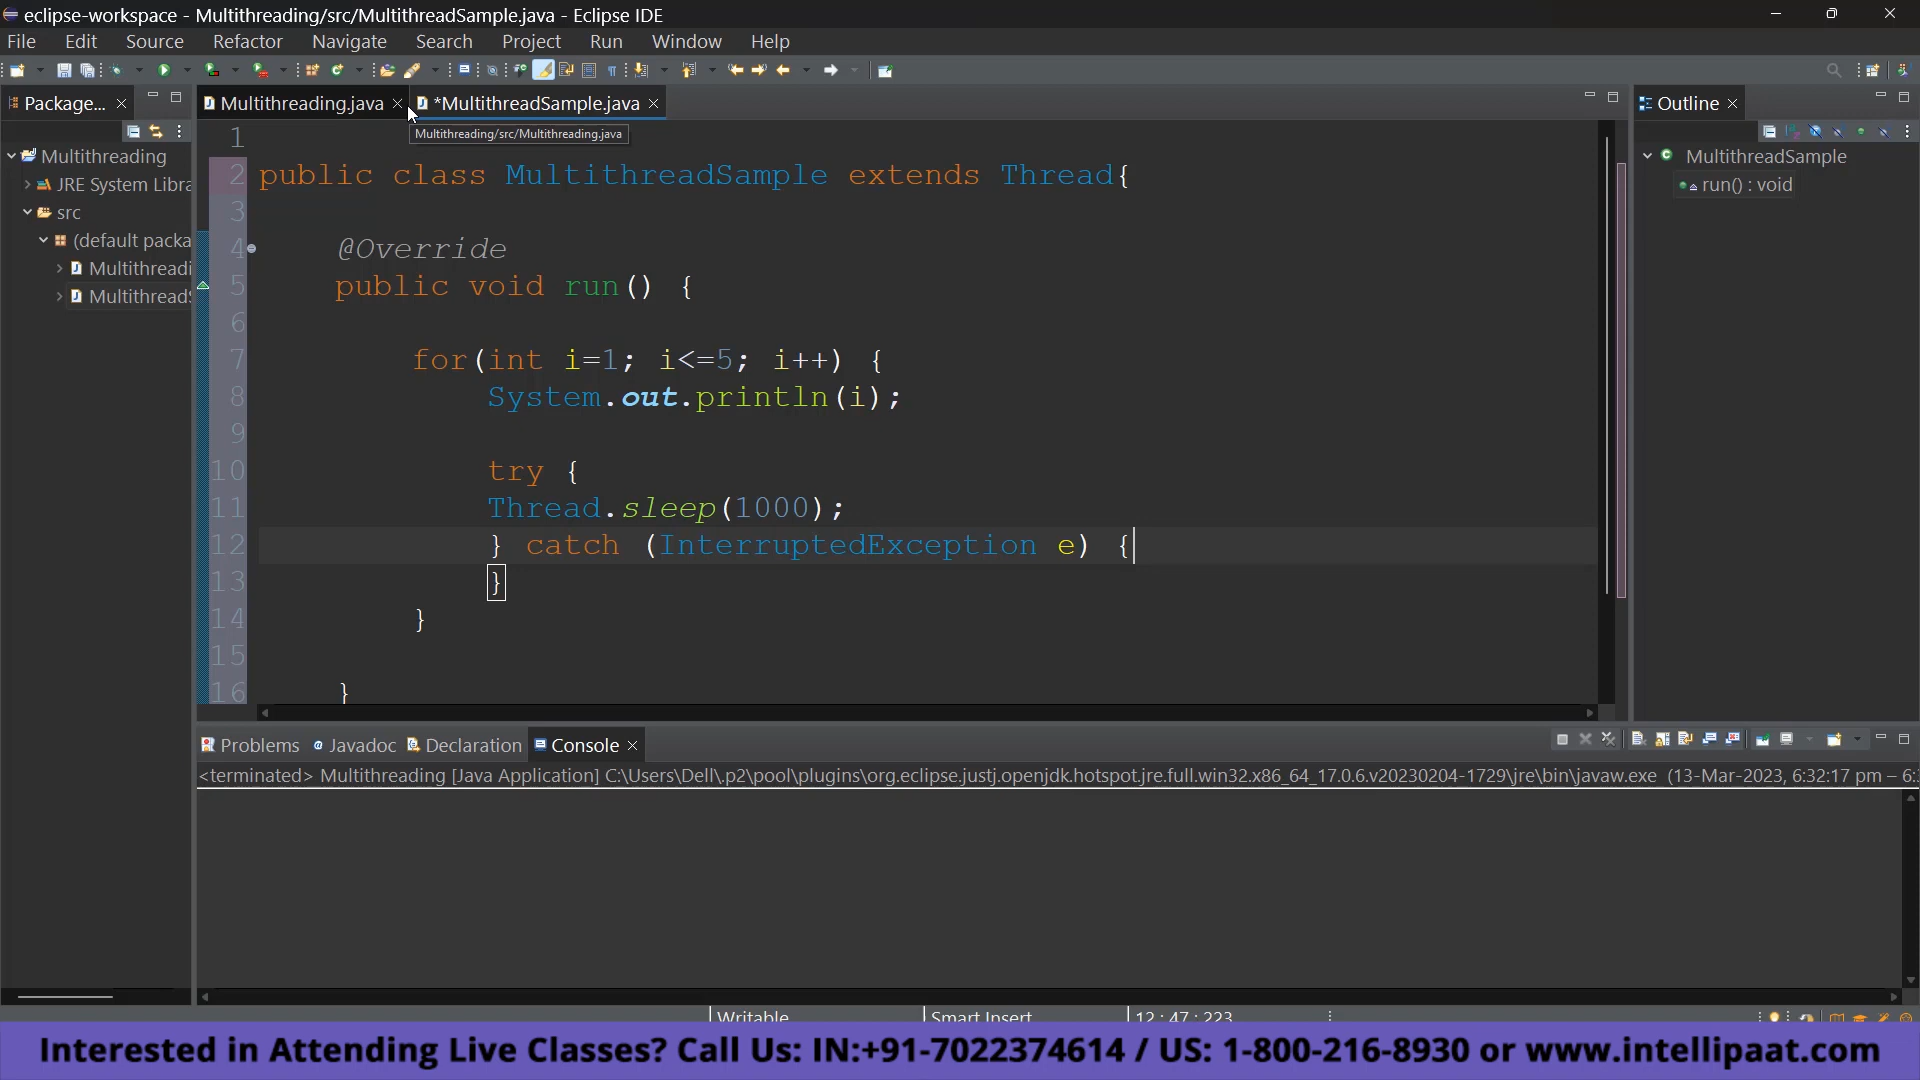 eclipse-workspace - Multithreading/src/MultithreadSample.java - Eclipse IDE
File Edit Source Refactor Navigate Search Project Run Window Help
Package... Multithreading.java *MultithreadSample.java Outline
Multithreading/src/Multithreading.java
Multithreading
JRE System Libra
src
(default packa
Multithreadi
MultithreadS
1
2 public class MultithreadSample extends Thread{
3
4 @Override
5 public void run() {
6
7 for(int i=1; i<=5; i++) {
8 System.out.println(i);
9
10 try {
11 Thread.sleep(1000);
12 } catch (InterruptedException e) {
13 }
14 }
15
16 }
MultithreadSample
run() : void
Problems @ Javadoc Declaration Console
<terminated> Multithreading [Java Application] C:\Users\Dell\.p2\pool\plugins\org.eclipse.justj.openjdk.hotspot.jre.full.win32.x86_64_17.0.6.v20230204-1729\jre\bin\javaw.exe (13-Mar-2023, 6:32:17 pm – 6:
Writable Smart Insert 12 : 47 : 223
Interested in Attending Live Classes? Call Us: IN:+91-7022374614 / US: 1-800-216-8930 or www.intellipaat.com